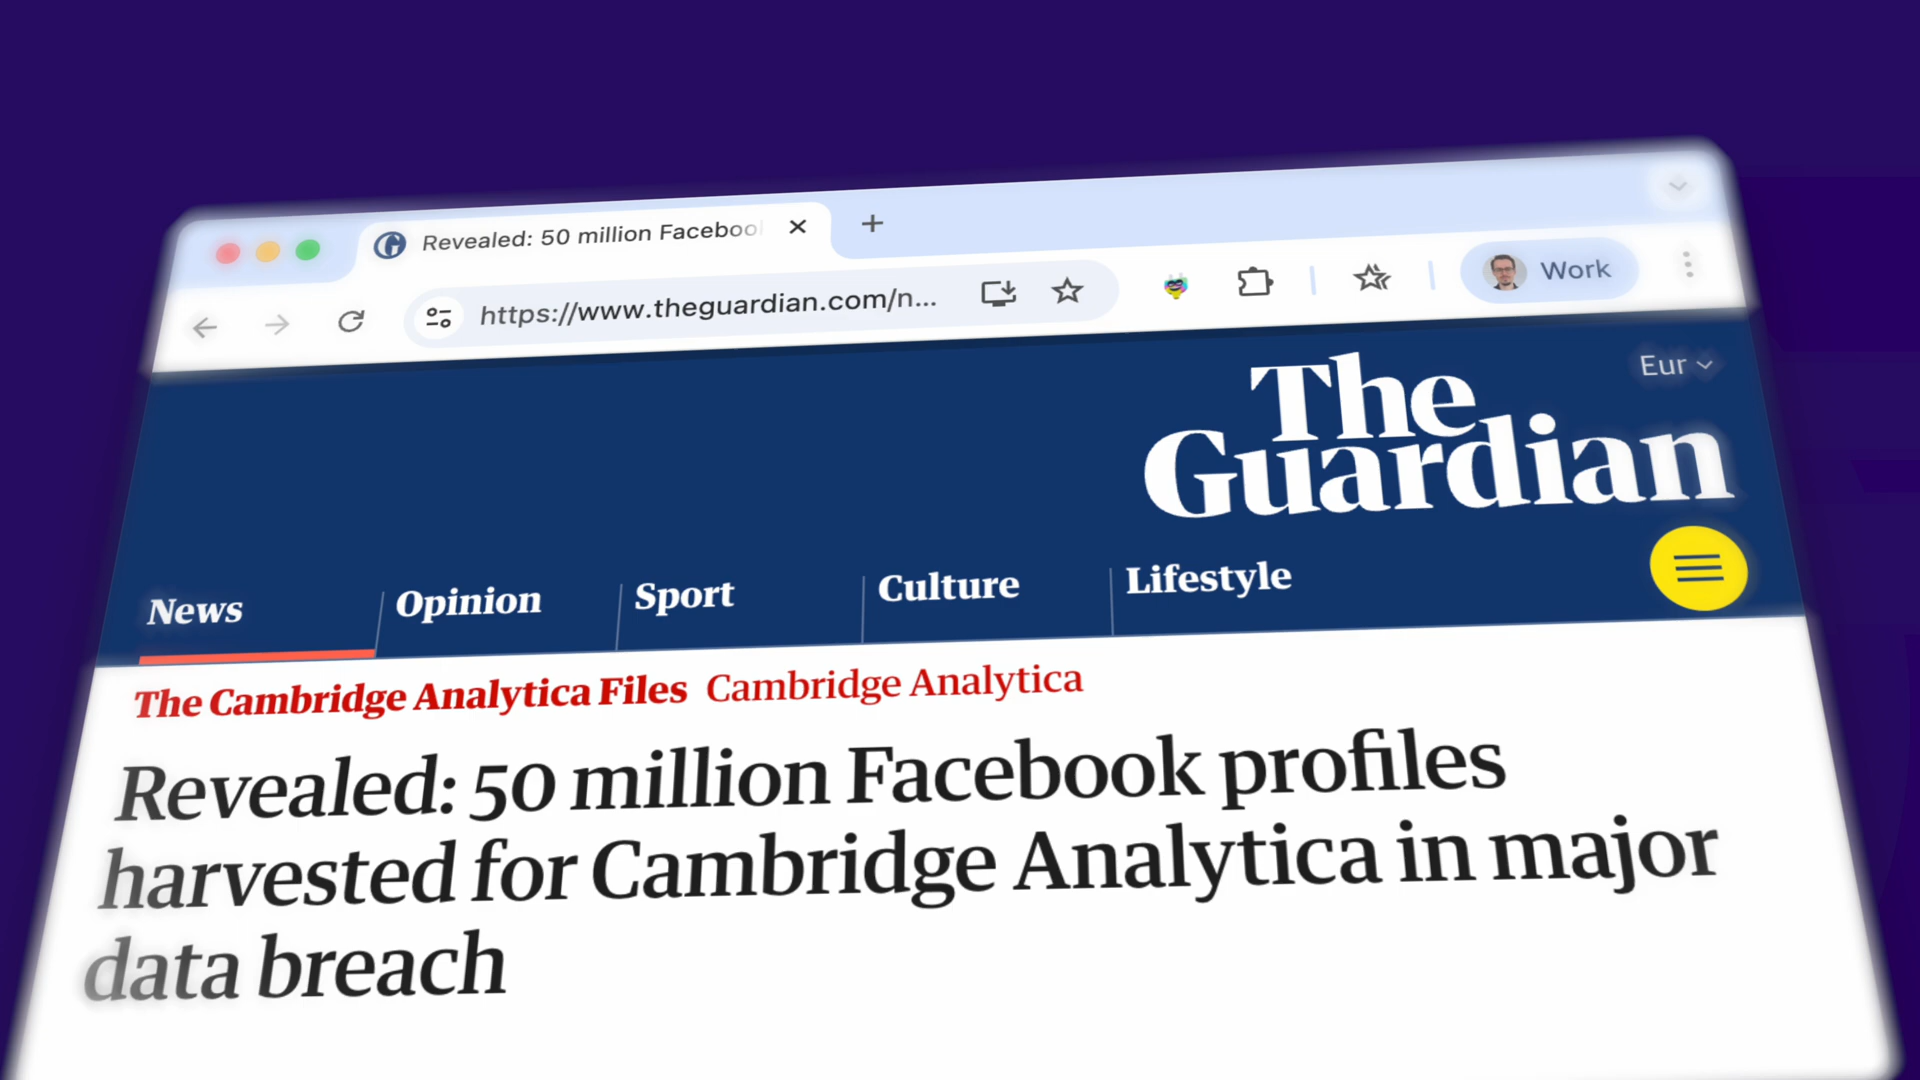 Revealed: 50 million Faceboo
Work
https://www.theguardian.com/n...
Eur
The
Guardian
News
Opinion
Sport
Culture
Lifestyle
The Cambridge Analytica Files Cambridge Analytica
Revealed: 50 million Facebook profiles
harvested for Cambridge Analytica in major
data breach